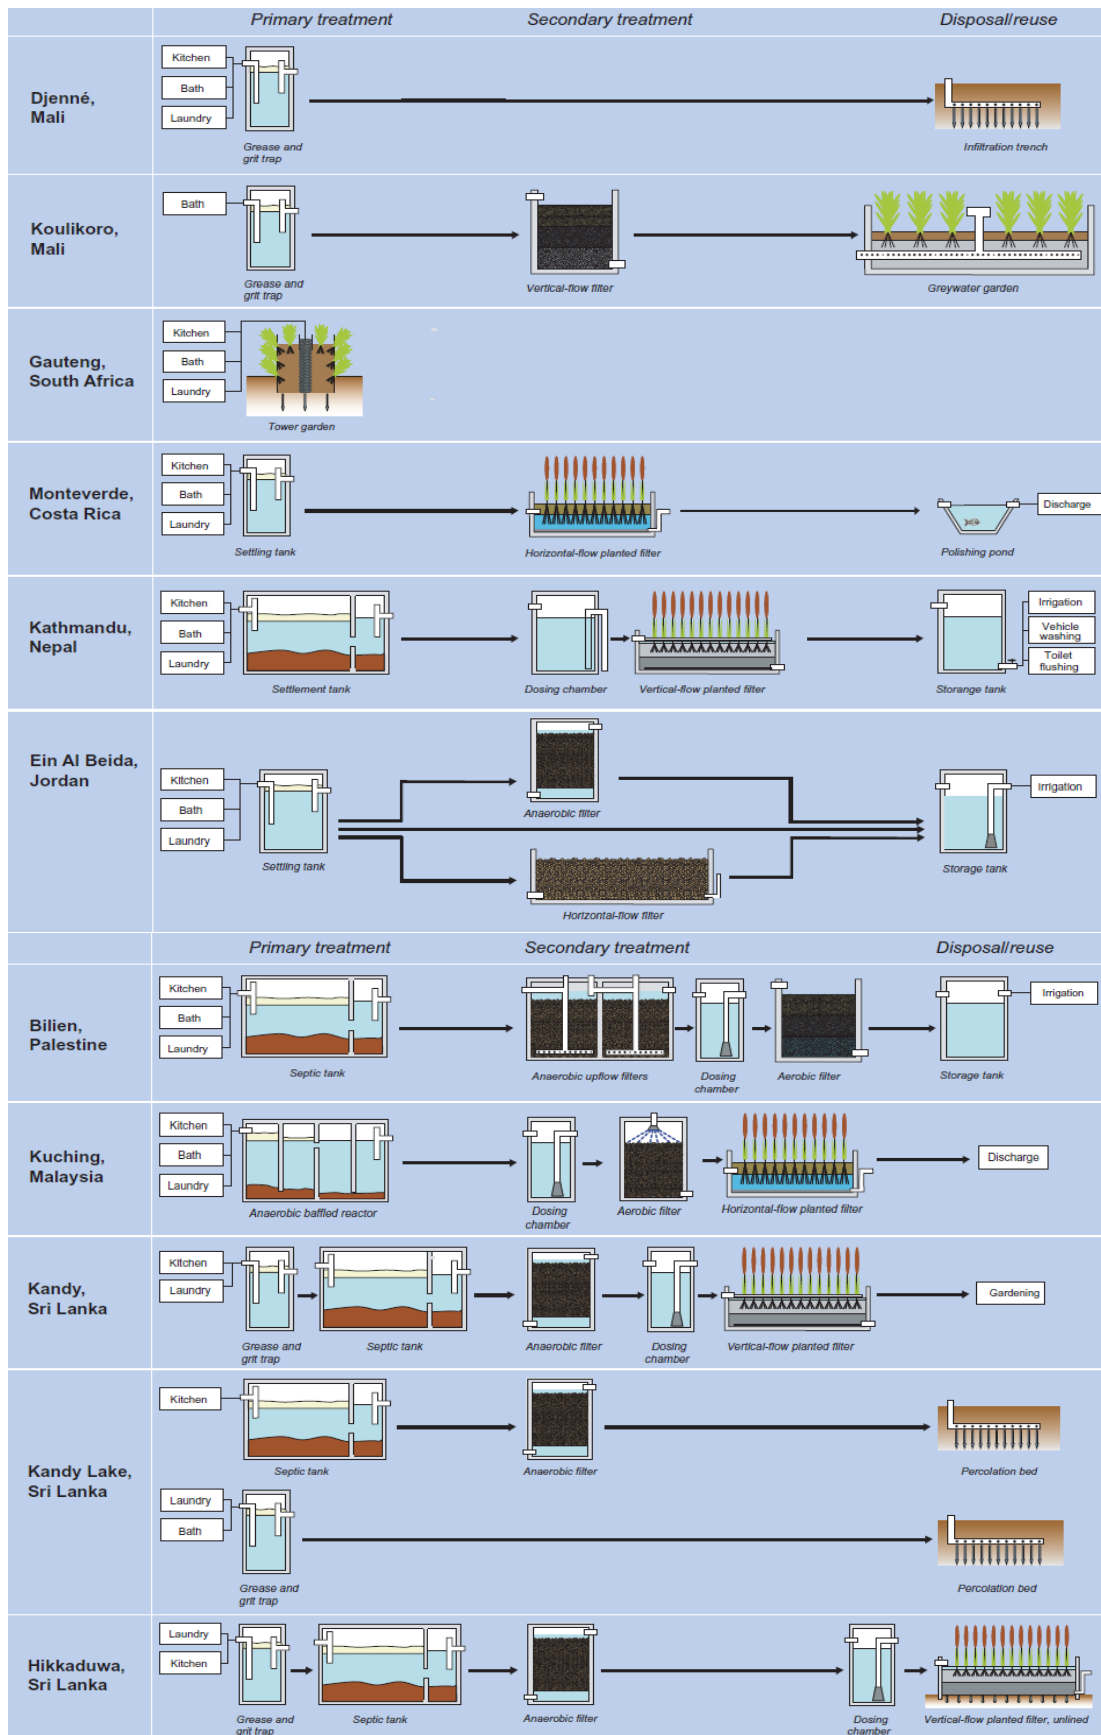 Primary treatment Secondary treatment Disposal/reuse
Djenné,
Mali
Kitchen
Bath
Laundry
Grease and
grit trap
Infiltration trench
Koulikoro,
Mali
Bath
Grease and
grit trap
Vertical-flow filter
Greywater garden
Gauteng,
South Africa
Kitchen
Bath
Laundry
Tower garden
Monteverde,
Costa Rica
Kitchen
Bath
Laundry
Settling tank
Horizontal-flow planted filter
Polishing pond
Discharge
Kathmandu,
Nepal
Kitchen
Bath
Laundry
Settlement tank
Dosing chamber
Vertical-flow planted filter
Storange tank
Irrigation
Vehicle
washing
Toilet
flushing
Ein Al Beida,
Jordan
Kitchen
Bath
Laundry
Settling tank
Anaerobic filter
Horizontal-flow filter
Storage tank
Irrigation
Primary treatment Secondary treatment Disposal/reuse
Bilien,
Palestine
Kitchen
Bath
Laundry
Septic tank
Anaerobic upflow filters
Dosing
chamber
Aerobic filter
Storage tank
Irrigation
Kuching,
Malaysia
Kitchen
Bath
Laundry
Anaerobic baffled reactor
Dosing
chamber
Aerobic filter
Horizontal-flow planted filter
Discharge
Kandy,
Sri Lanka
Kitchen
Laundry
Grease and
grit trap
Septic tank
Anaerobic filter
Dosing
chamber
Vertical-flow planted filter
Gardening
Kandy Lake,
Sri Lanka
Kitchen
Septic tank
Anaerobic filter
Percolation bed
Laundry
Bath
Grease and
grit trap
Percolation bed
Hikkaduwa,
Sri Lanka
Laundry
Kitchen
Grease and
grit trap
Septic tank
Anaerobic filter
Dosing
chamber
Vertical-flow planted filter, unlined